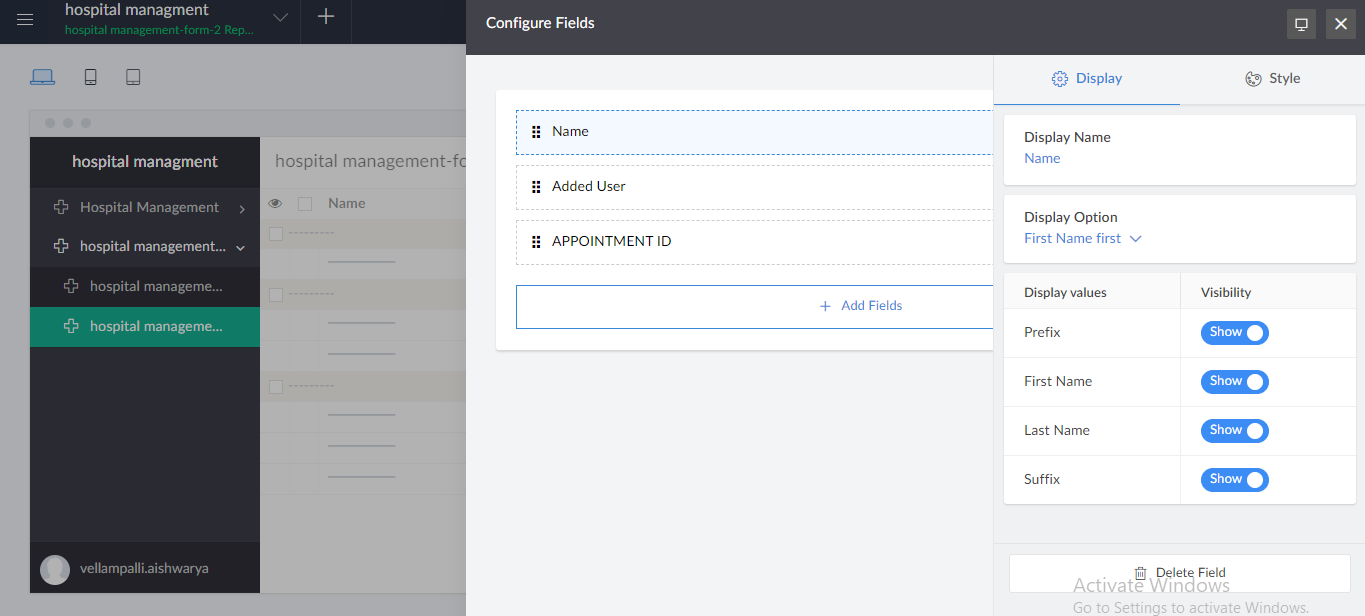 hospital managment
hospital management-form-2 Rep...
Configure Fields
Display
Style
hospital managment
Hospital Management
hospital management...
hospital manageme...
hospital manageme...
vellampalli.aishwarya
hospital management-fo
Name
Name
Added User
APPOINTMENT ID
Add Fields
Display Name
Name
Display Option
First Name first
Display values Visibility
Prefix Show
First Name Show
Last Name Show
Suffix Show
Delete Field
Activate Windows
Go to Settings to activate Windows.